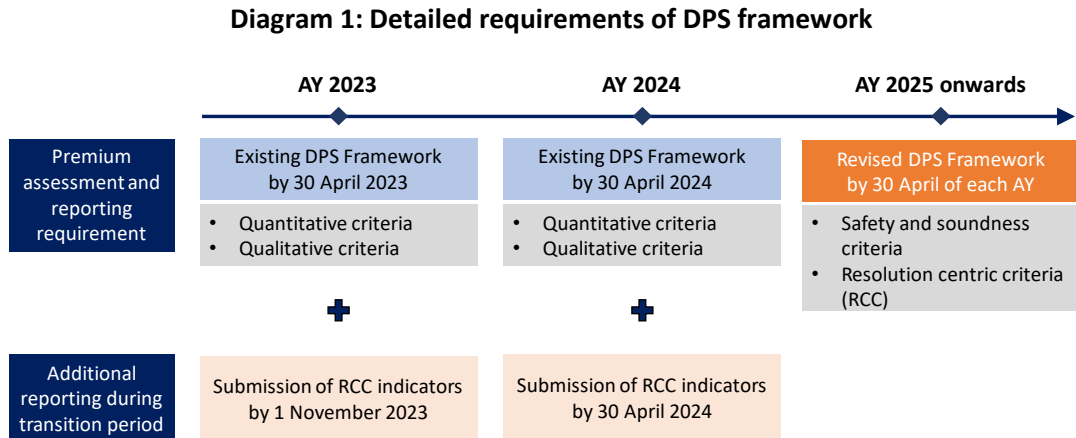 Diagram 1: Detailed requirements of DPS framework
AY 2023
AY 2024
AY 2025 onwards
Premium
assessment and
reporting
requirement
Existing DPS Framework
by 30 April 2023
• Quantitative criteria
• Qualitative criteria
Existing DPS Framework
by 30 April 2024
• Quantitative criteria
• Qualitative criteria
Revised DPS Framework
by 30 April of each AY
• Safety and soundness
criteria
• Resolution centric criteria
(RCC)
Additional
reporting during
transition period
Submission of RCC indicators
by 1 November 2023
Submission of RCC indicators
by 30 April 2024